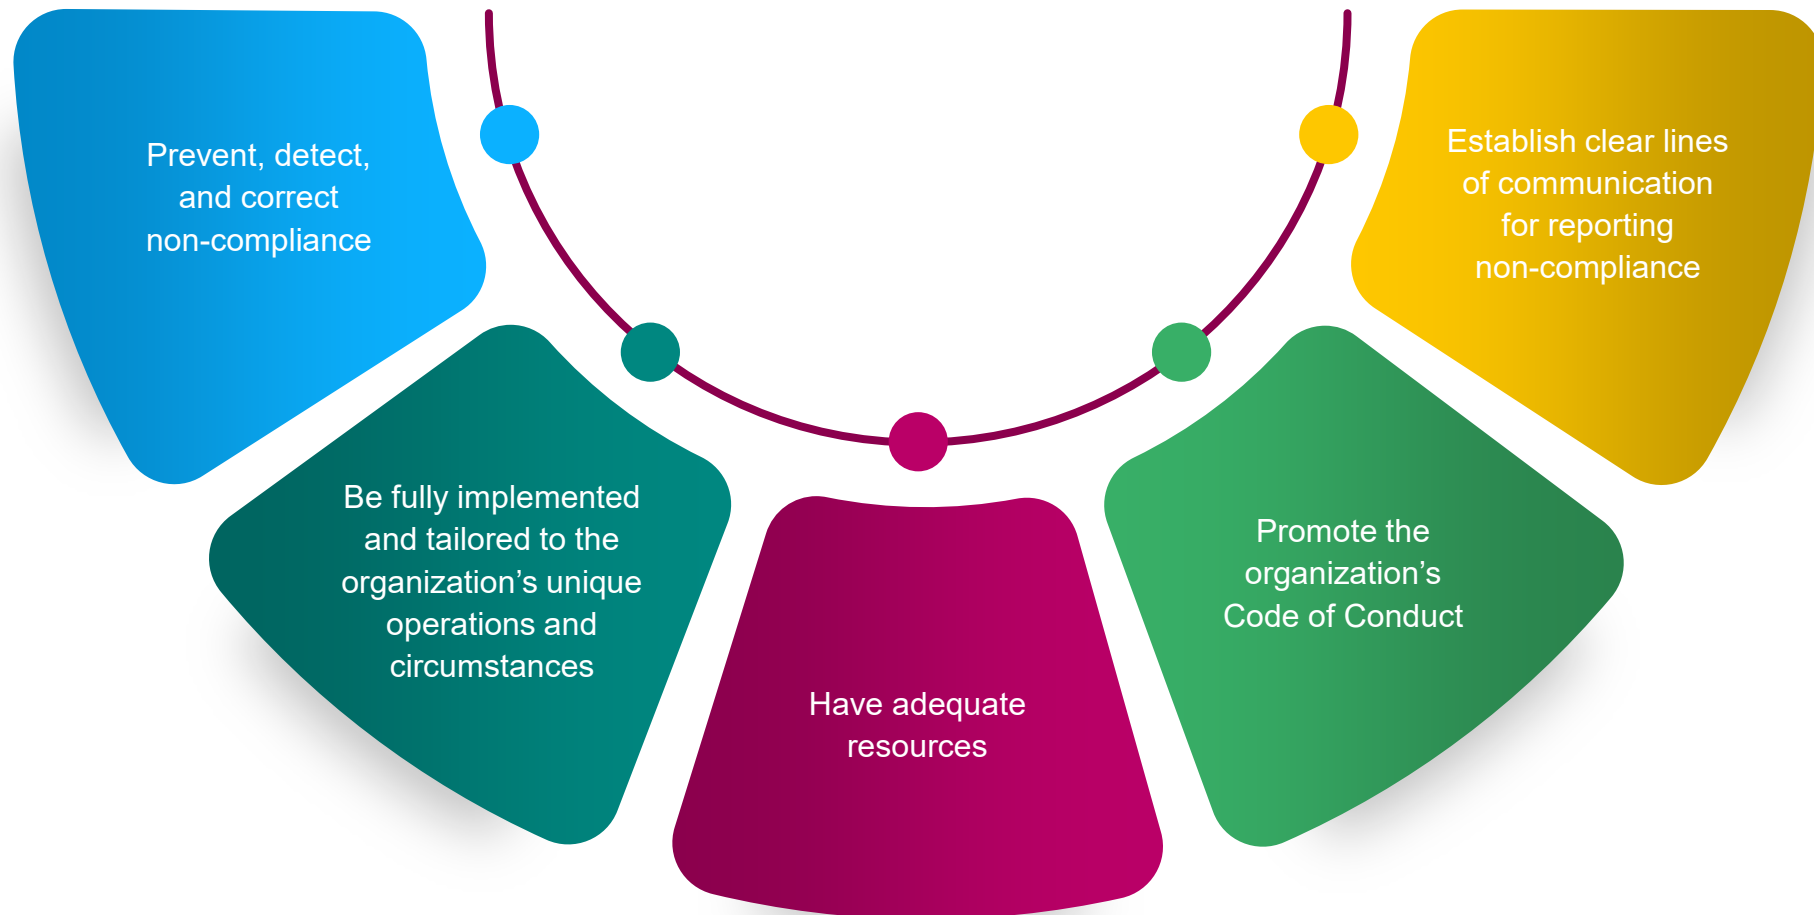 Prevent, detect,
and correct
non-compliance
Be fully implemented
and tailored to the
organization’s unique
operations and
circumstances
Have adequate
resources
Promote the
organization’s
Code of Conduct
Establish clear lines
of communication
for reporting
non-compliance